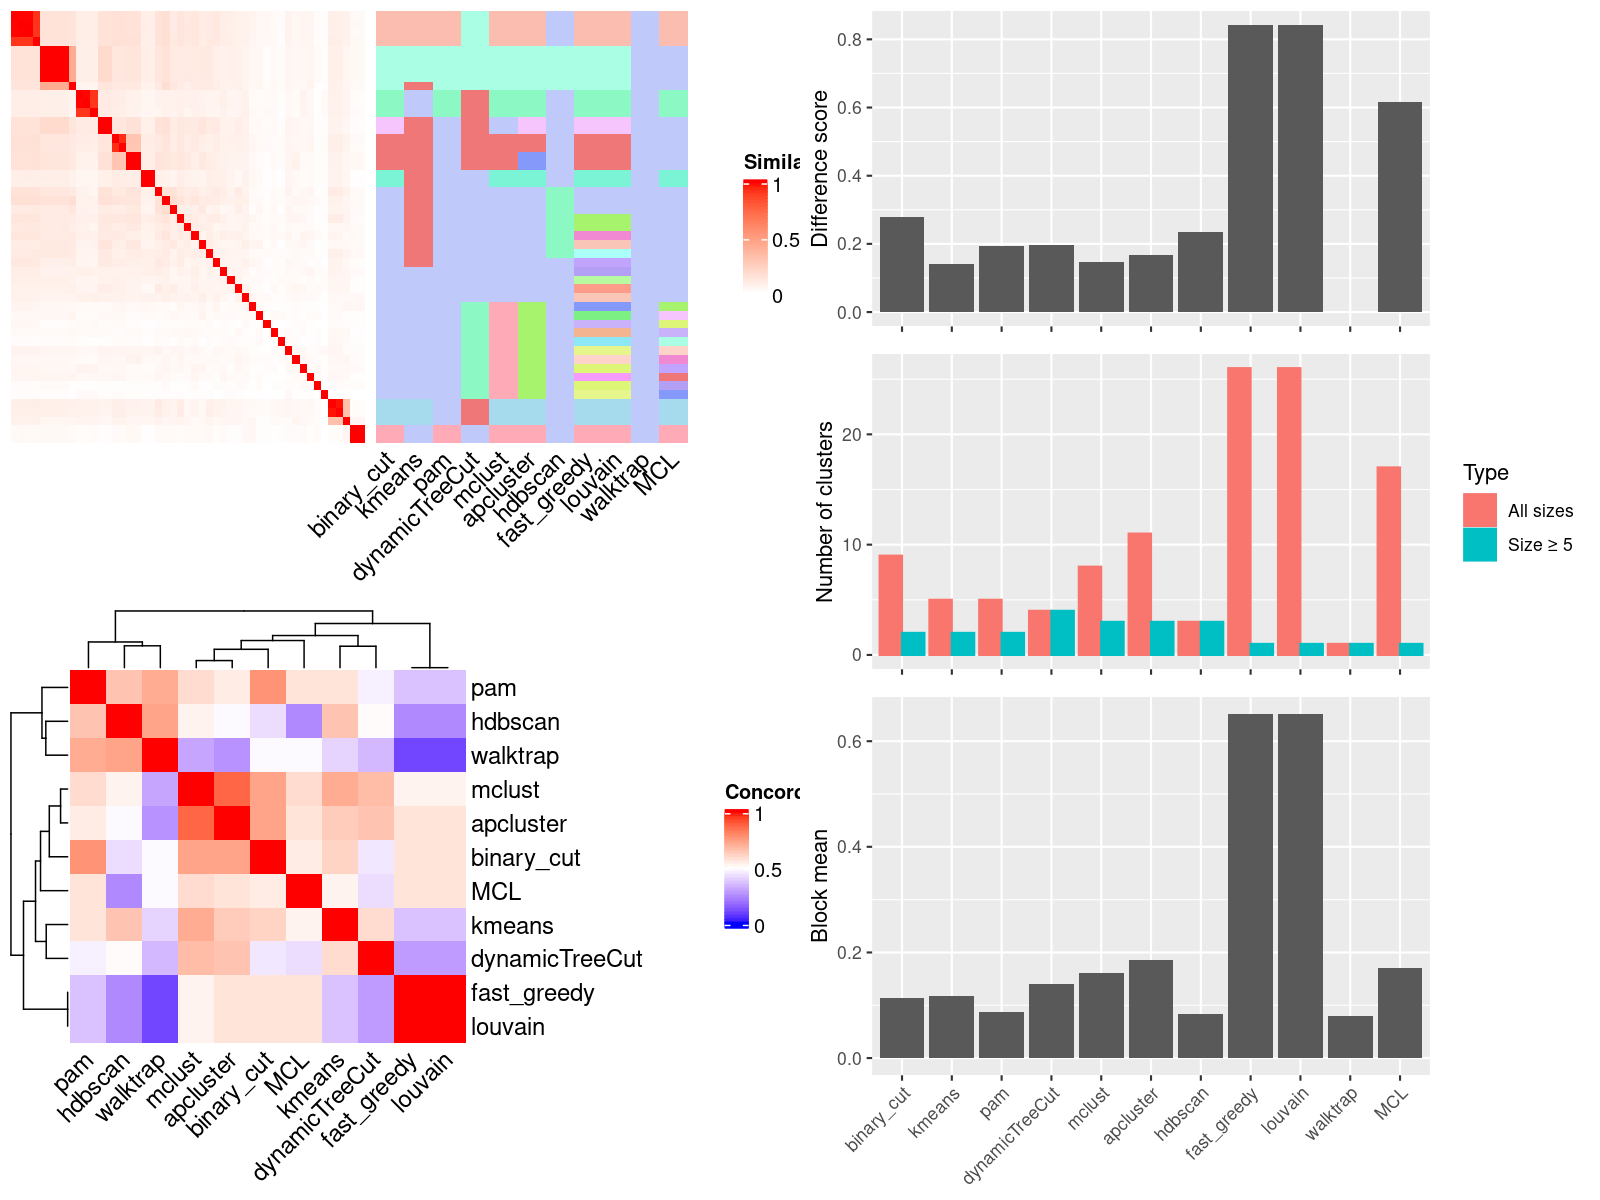 Simila
1
0.5
0
binary_cut
kmeans
pam
dynamicTreeCut
mclust
apcluster
hdbscan
fast_greedy
louvain
walktrap
MCL
pam
hdbscan
walktrap
mclust
apcluster
binary_cut
MCL
kmeans
dynamicTreeCut
fast_greedy
louvain
pam
hdbscan
walktrap
mclust
apcluster
binary_cut
MCL
kmeans
dynamicTreeCut
fast_greedy
louvain
Concord
1
0.5
0
Difference score
0.8
0.6
0.4
0.2
0.0
Number of clusters
20
10
0
Type
All sizes
Size ≥ 5
Block mean
0.6
0.4
0.2
0.0
binary_cut
kmeans
pam
dynamicTreeCut
mclust
apcluster
hdbscan
fast_greedy
louvain
walktrap
MCL